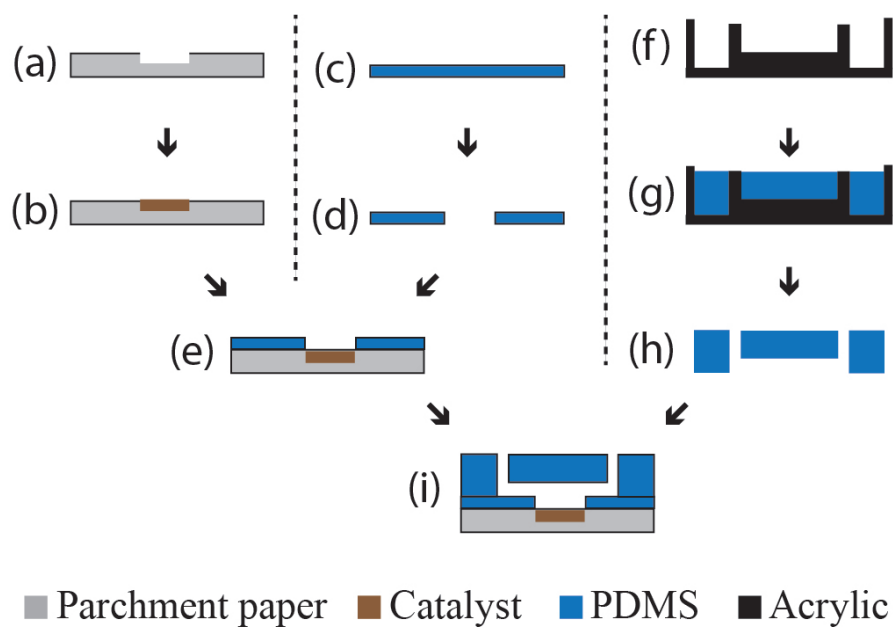 (a)
(b)
(c)
(d)
(e)
(f)
(g)
(h)
(i)
Parchment paper Catalyst PDMS Acrylic